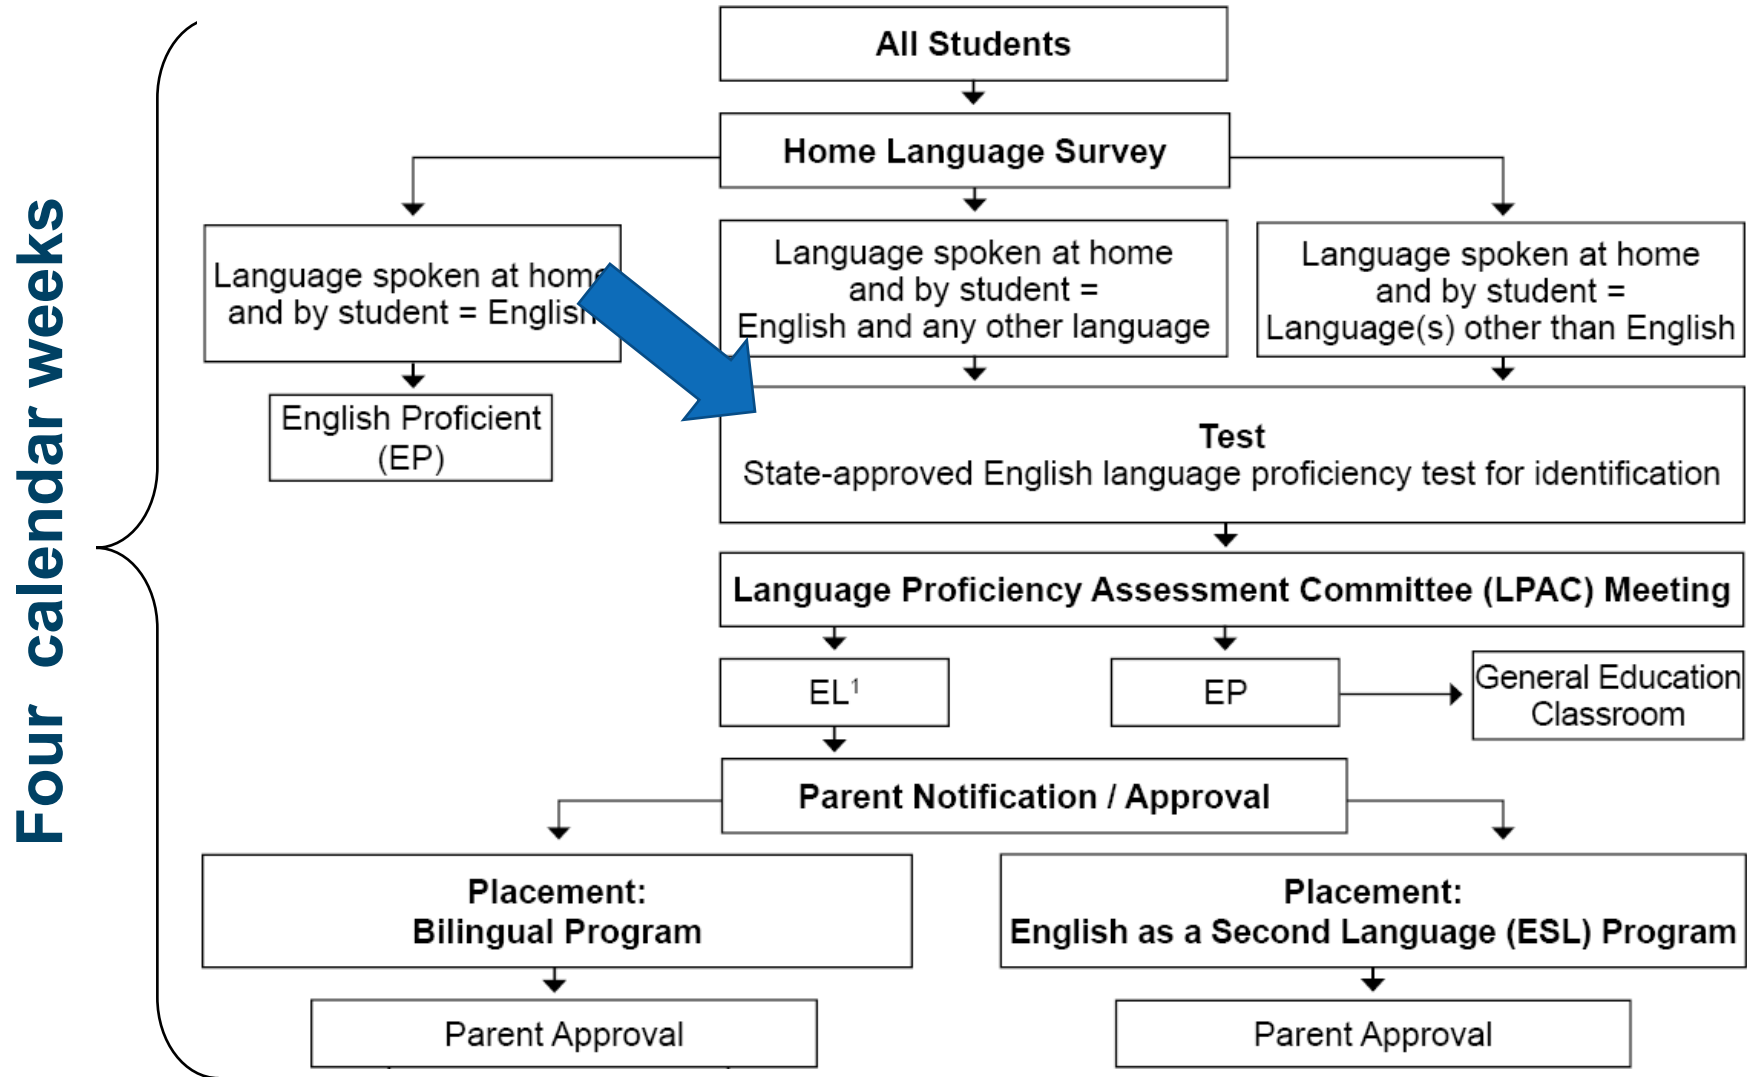 Four calendar weeks
All Students
Home Language Survey
Language spoken at home
and by student = English
Language spoken at home
and by student =
English and any other language
Language spoken at home
and by student =
Language(s) other than English
English Proficient
(EP)
Test
State-approved English language proficiency test for identification
Language Proficiency Assessment Committee (LPAC) Meeting
EL¹
EP
General Education
Classroom
Parent Notification / Approval
Placement:
Bilingual Program
Placement:
English as a Second Language (ESL) Program
Parent Approval
Parent Approval